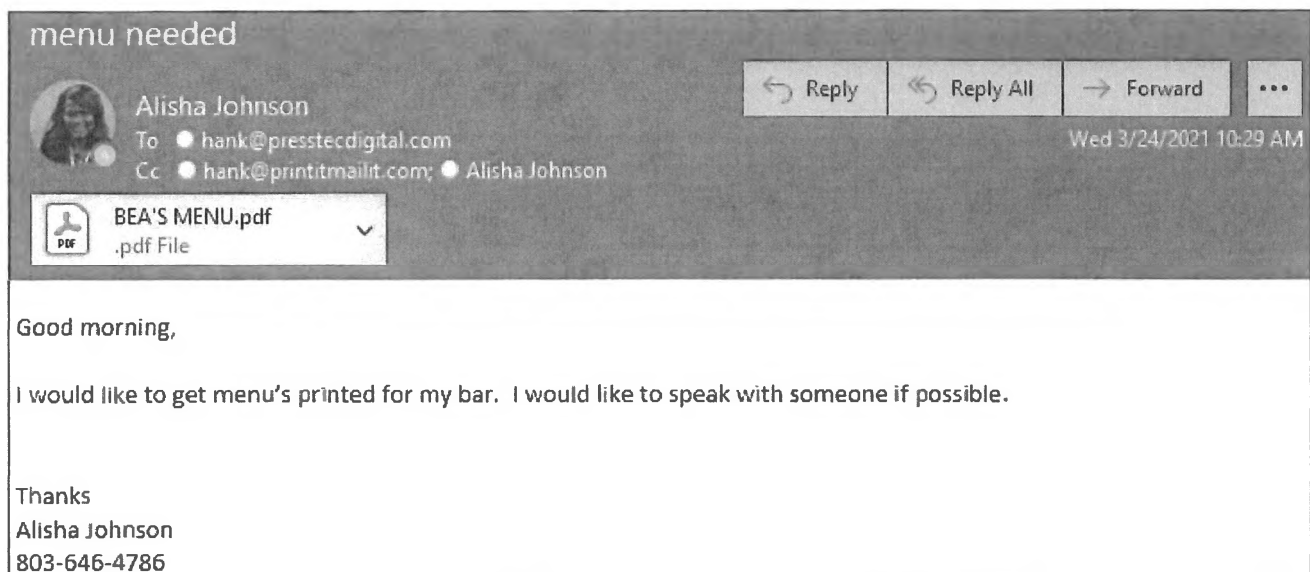 menu needed
Reply Reply All Forward ...
Alisha Johnson
To hank@presstecdigital.com
Wed 3/24/2021 10:29 AM
Cc hank@printitmailit.com; Alisha Johnson
PDF
BEA'S MENU.pdf
.pdf File
Good morning,
I would like to get menu's printed for my bar.  I would like to speak with someone if possible.
Thanks
Alisha Johnson
803-646-4786